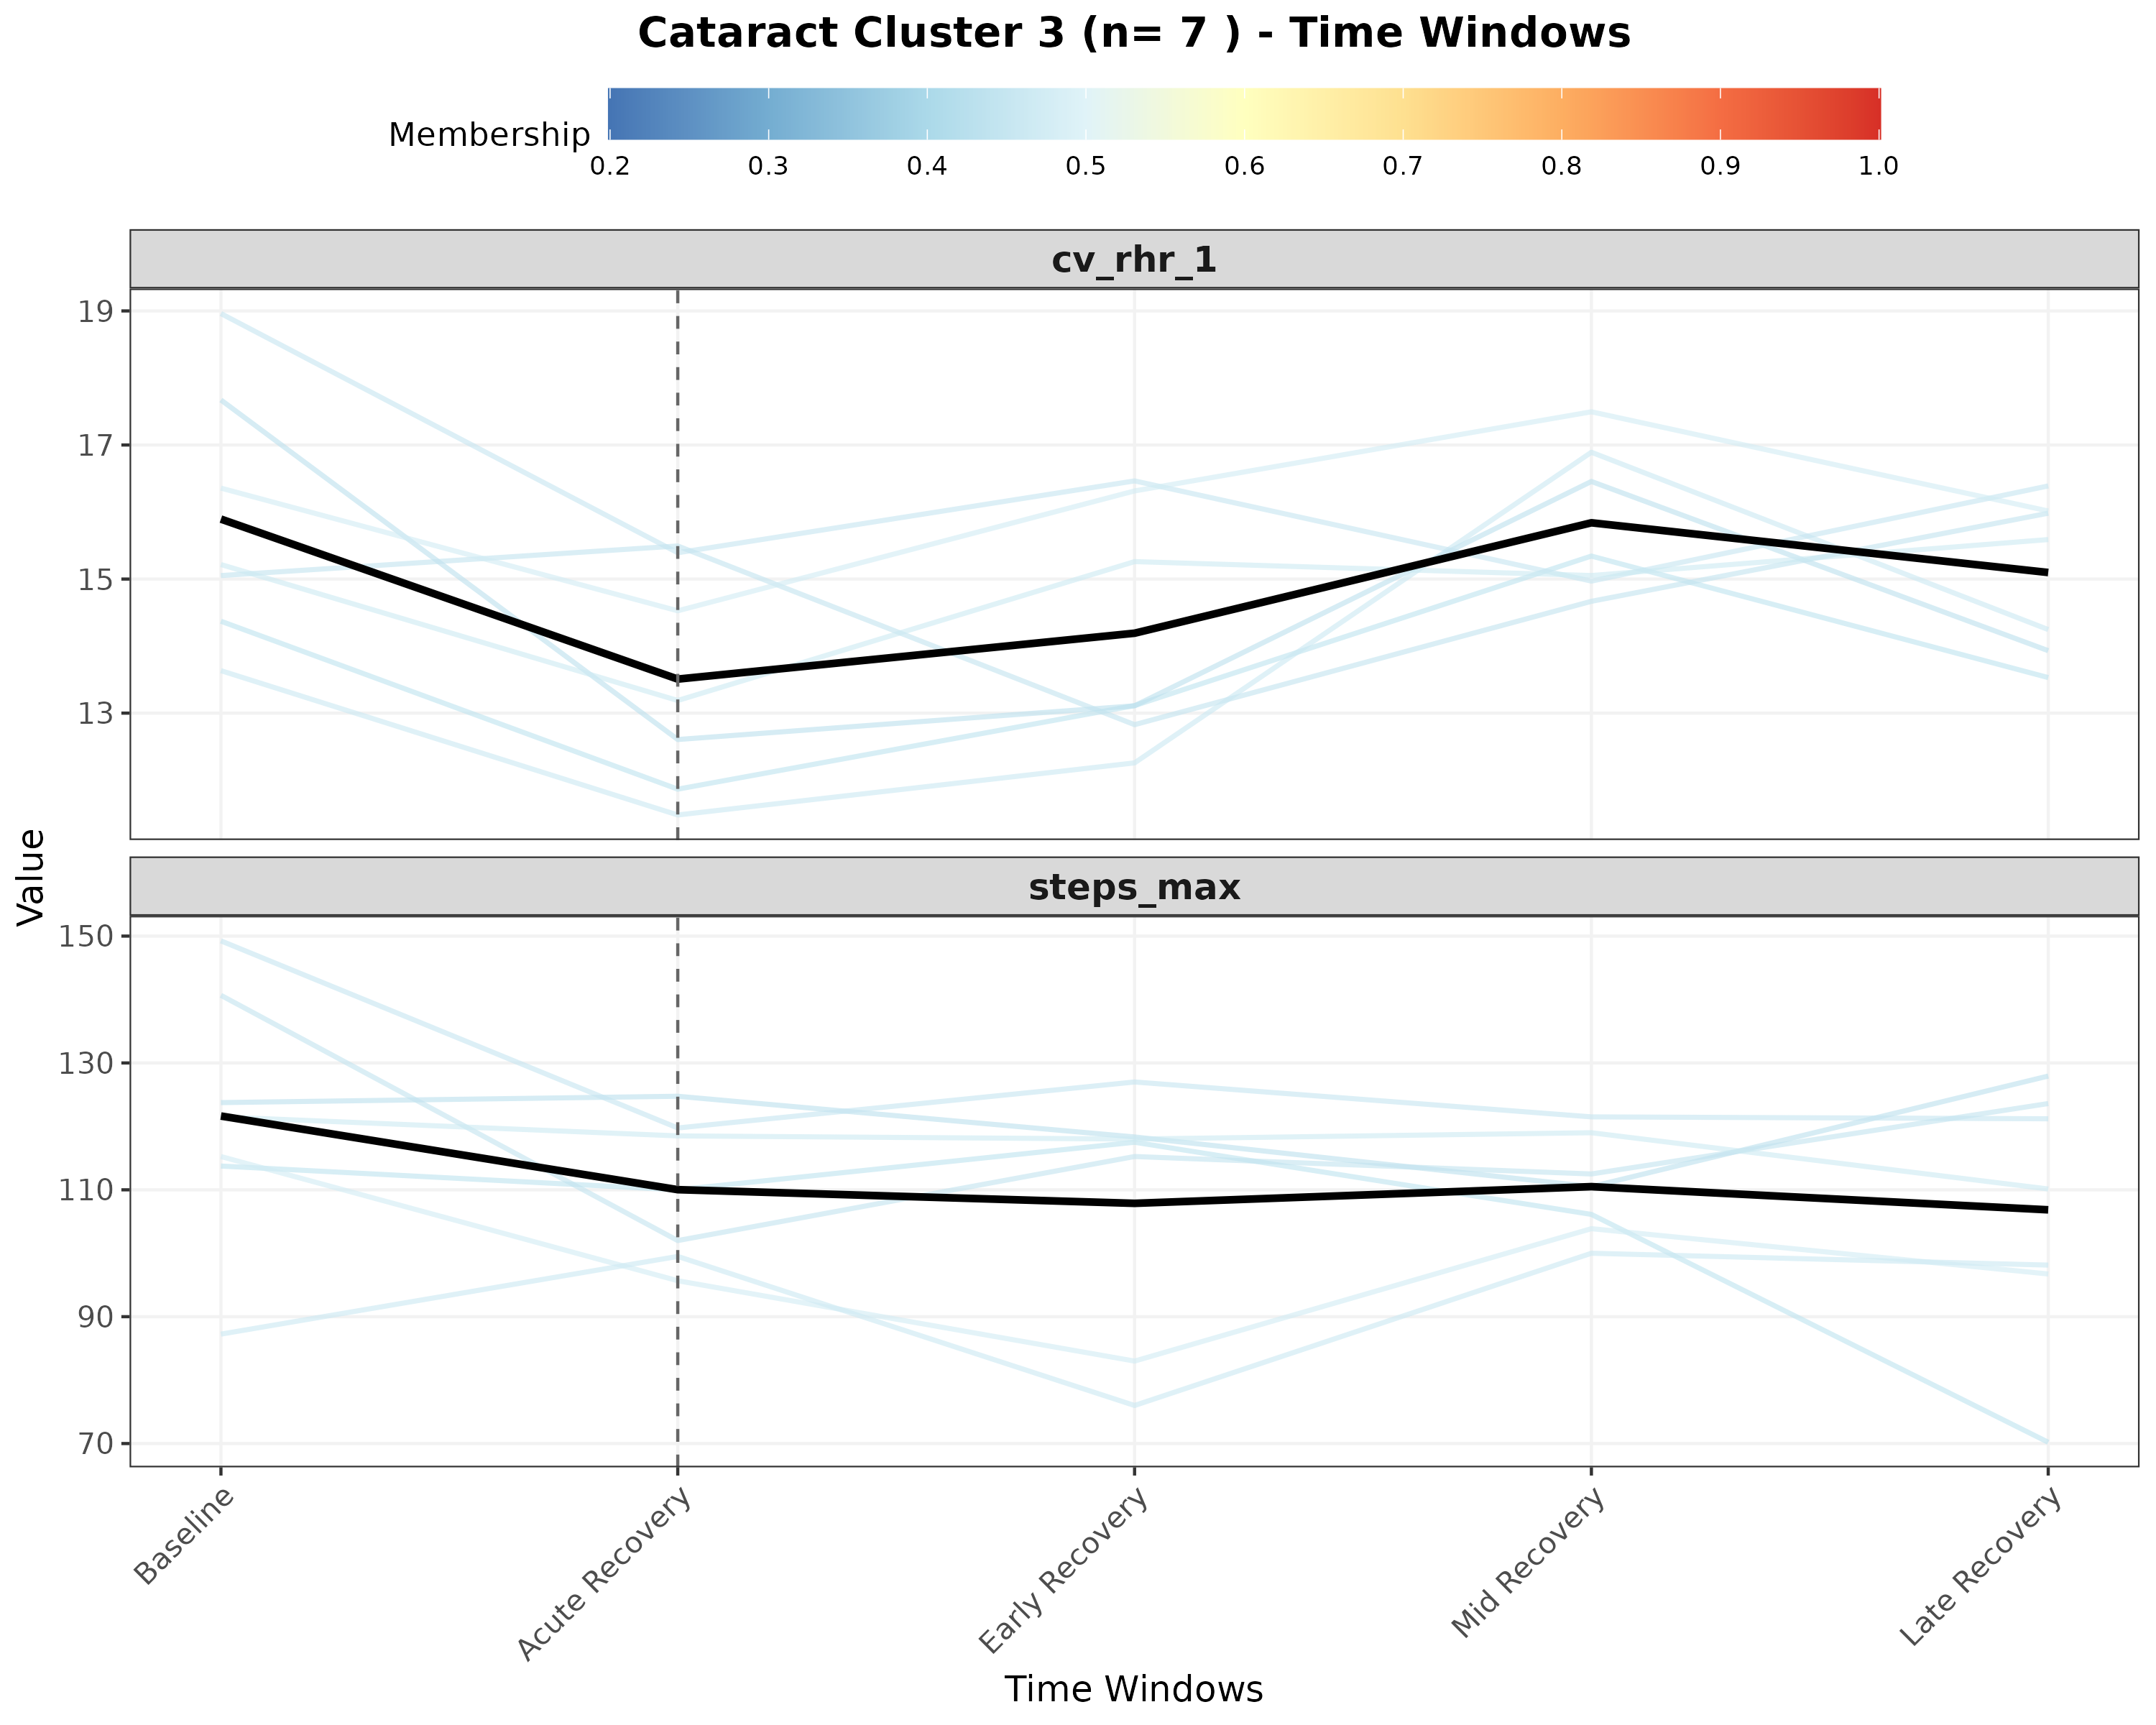 Cataract Cluster 3 (n= 7 ) - Time Windows
Membership
0.2 0.3 0.4 0.5 0.6 0.7 0.8 0.9 1.0
cv_rhr_1
19
17
15
13
Value
steps_max
150
130
110
90
70
Baseline Acute Recovery Early Recovery Mid Recovery Late Recovery
Time Windows